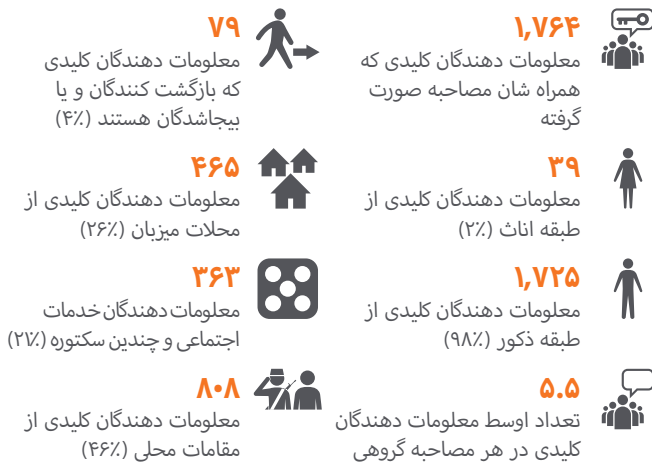 ۱,۷۶۴
معلومات دهندگان کلیدی که
همراه شان مصاحبه صورت
گرفته
۳۹
معلومات دهندگان کلیدی از
طبقه اناث (۲٪)
۱,۷۲۵
معلومات دهندگان کلیدی از
طبقه ذکور (۹۸٪)
۵.۵
تعداد اوسط معلومات دهندگان
کلیدی در هر مصاحبه گروهی
۷۹
معلومات دهندگان کلیدی
که بازگشت کنندگان و یا
بیجاشدگان هستند (۴٪)
۴۶۵
معلومات دهندگان کلیدی از
محلات میزبان (۲۶٪)
۳۶۳
معلومات دهندگان خدمات
اجتماعی و چندین سکتوره (۲۱٪)
۸۰۸
معلومات دهندگان کلیدی از
مقامات محلی (۴۶٪)